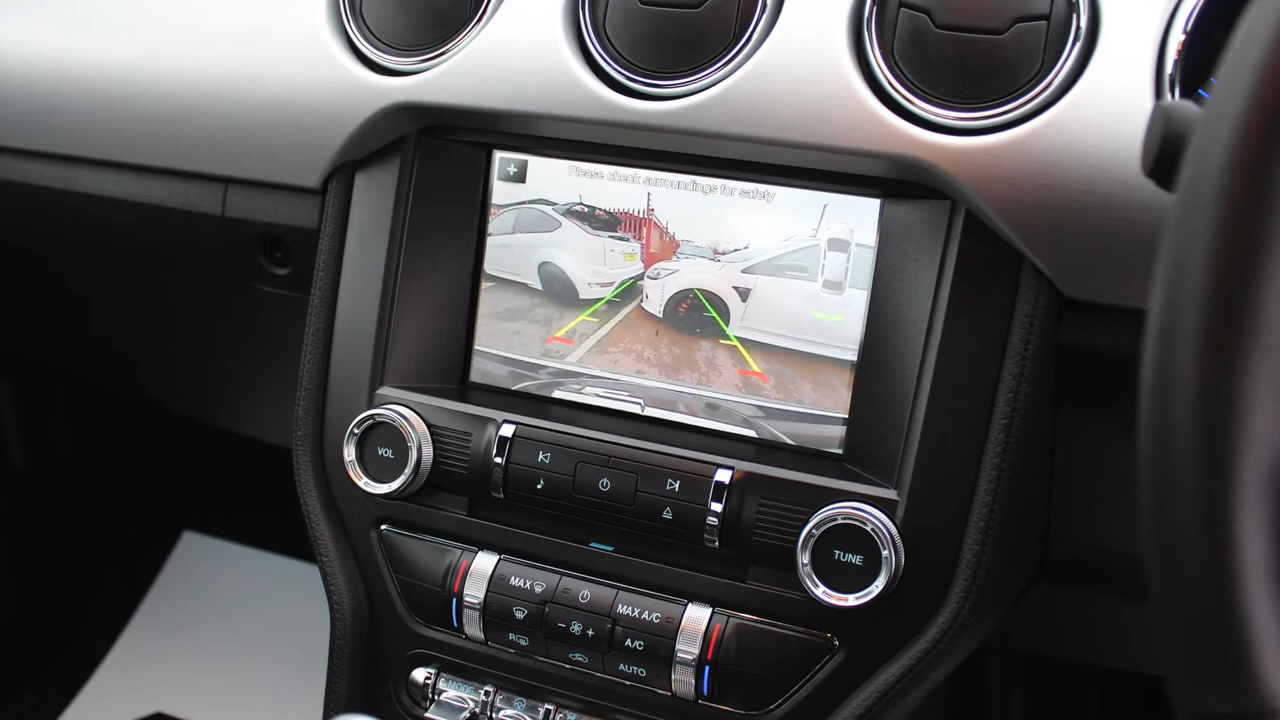 Please check surroundings for safety
VOL
TUNE
MAX
MAX A/C
R
A/C
AUTO
MODE